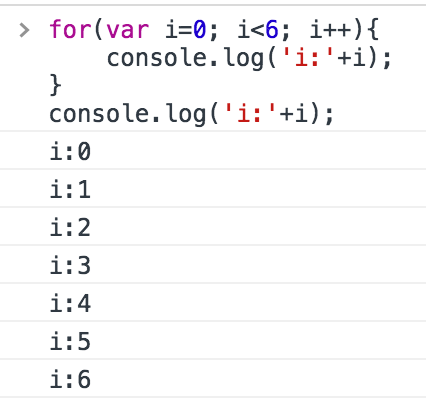 > for(var i=0; i<6; i++){
    console.log('i:'+i);
}
console.log('i:'+i);
i:0
i:1
i:2
i:3
i:4
i:5
i:6